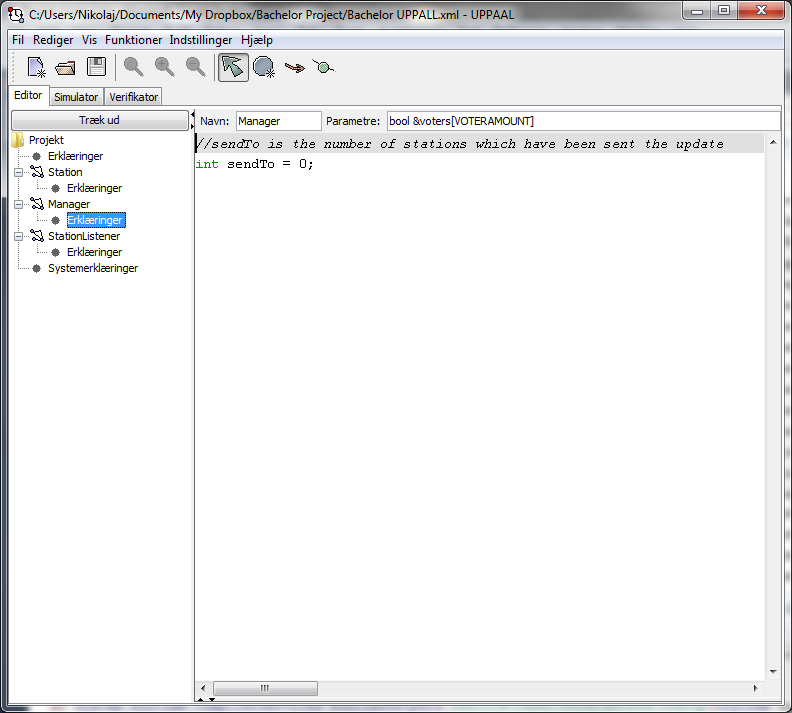 C:/Users/Nikolaj/Documents/My Dropbox/Bachelor Project/Bachelor UPPALL.xml - UPPAAL
Fil Rediger Vis Funktioner Indstillinger Hjælp
Editor Simulator Verifikator
Træk ud
Navn: Manager Parametre: bool &voters[VOTERAMOUNT]
Projekt
Erklæringer
Station
Erklæringer
Manager
Erklæringer
StationListener
Erklæringer
Systemerklæringer
//sendTo is the number of stations which have been sent the update
int sendTo = 0;